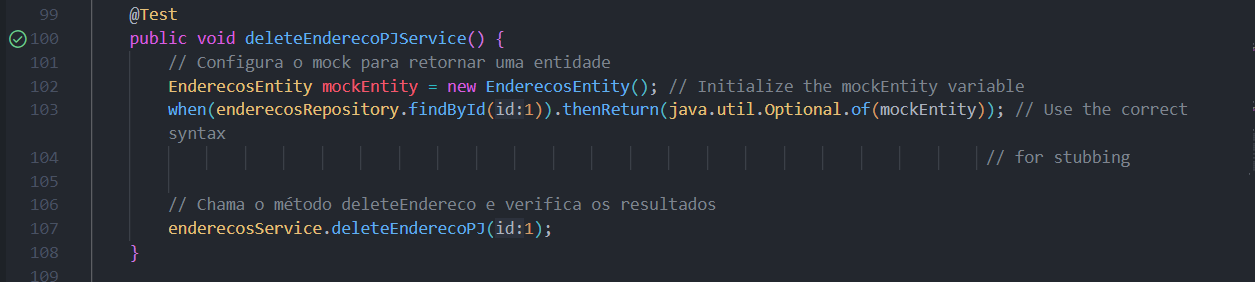 99 @Test
100 public void deleteEnderecoPJService() {
101 // Configura o mock para retornar uma entidade
102 EnderecosEntity mockEntity = new EnderecosEntity(); // Initialize the mockEntity variable
103 when(enderecosRepository.findById(id:1)).thenReturn(java.util.Optional.of(mockEntity)); // Use the correct
syntax
104 // for stubbing
105
106 // Chama o método deleteEndereco e verifica os resultados
107 enderecosService.deleteEnderecoPJ(id:1);
108 }
109